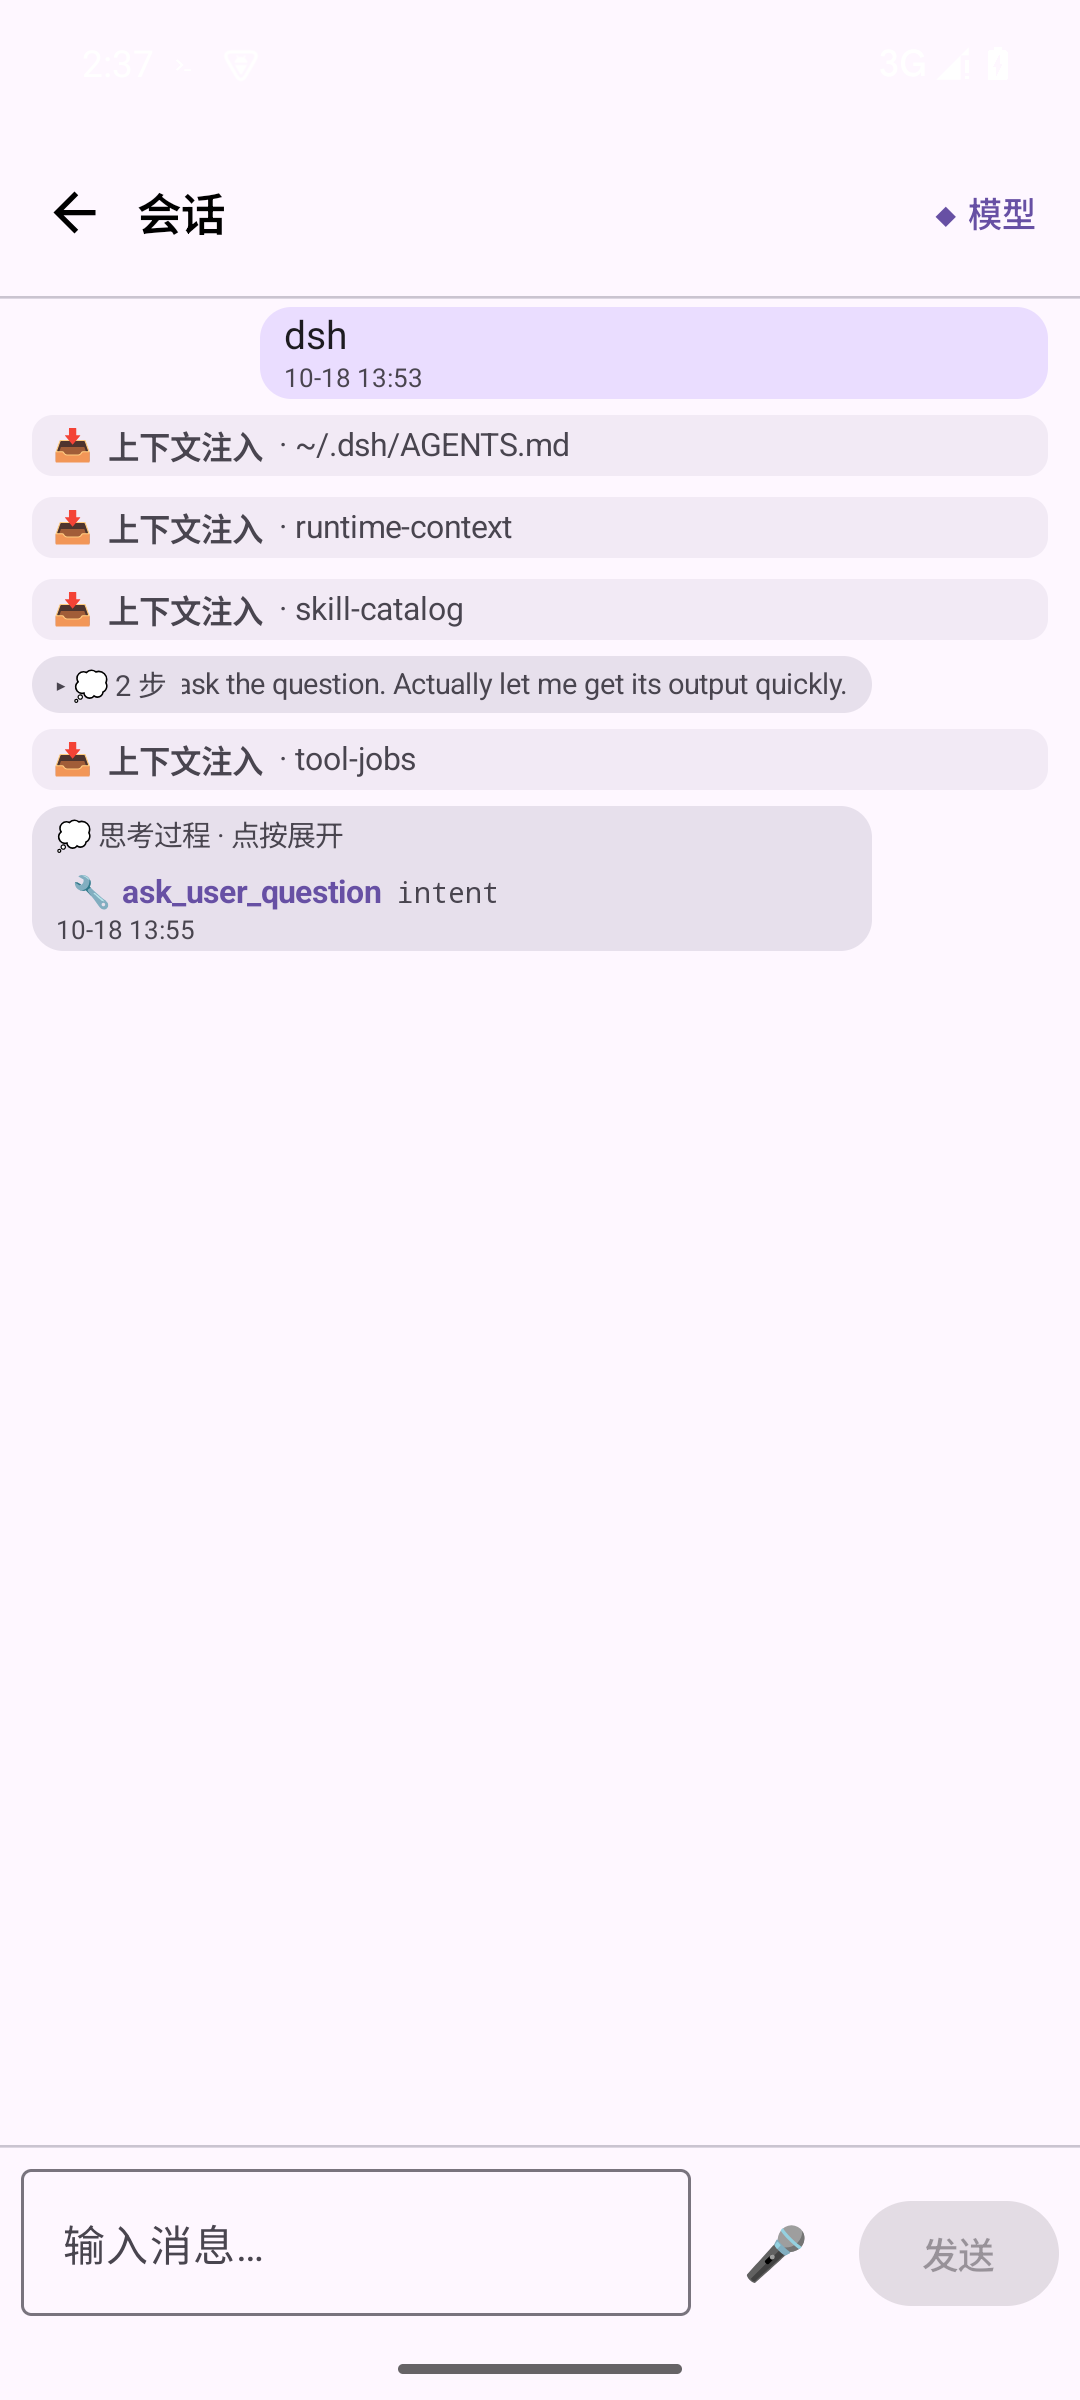 2:37
3G
会话
◆ 模型
dsh
10-18 13:53
上下文注入 · ~/.dsh/AGENTS.md
上下文注入 · runtime-context
上下文注入 · skill-catalog
▸ 💭 2 步 ask the question. Actually let me get its output quickly.
上下文注入 · tool-jobs
💭 思考过程 · 点按展开
🔧 ask_user_question intent
10-18 13:55
输入消息…
发送